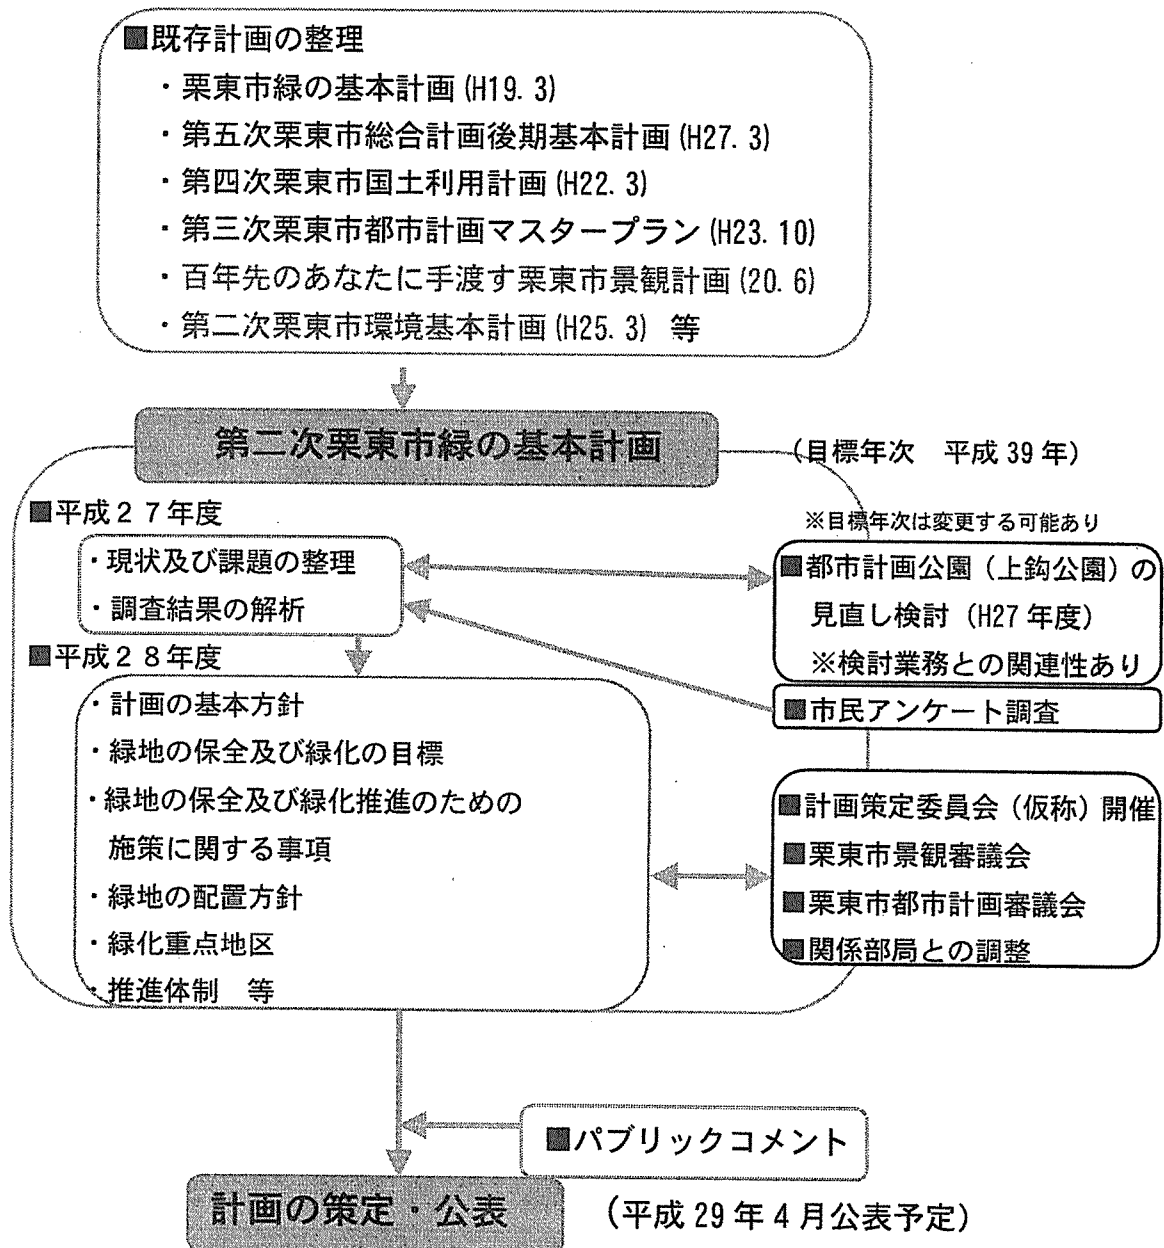 ■既存計画の整理
・栗東市緑の基本計画(H19.3)
・第五次栗東市総合計画後期基本計画(H27.3)
・第四次栗東市国土利用計画(H22.3)
・第三次栗東市都市計画マスタープラン(H23.10)
・百年先のあなたに手渡す栗東市景観計画(20.6)
・第二次栗東市環境基本計画(H25.3) 等
第二次栗東市緑の基本計画
(目標年次 平成39年)
※目標年次は変更する可能あり
■平成27年度
・現状及び課題の整理
・調査結果の解析
■都市計画公園(上鈎公園)の
見直し検討(H27年度)
※検討業務との関連性あり
■市民アンケート調査
■平成28年度
・計画の基本方針
・緑地の保全及び緑化の目標
・緑地の保全及び緑化推進のための
施策に関する事項
・緑地の配置方針
・緑化重点地区
・推進体制 等
■計画策定委員会(仮称)開催
■栗東市景観審議会
■栗東市都市計画審議会
■関係部局との調整
■パブリックコメント
計画の策定・公表
(平成29年4月公表予定)